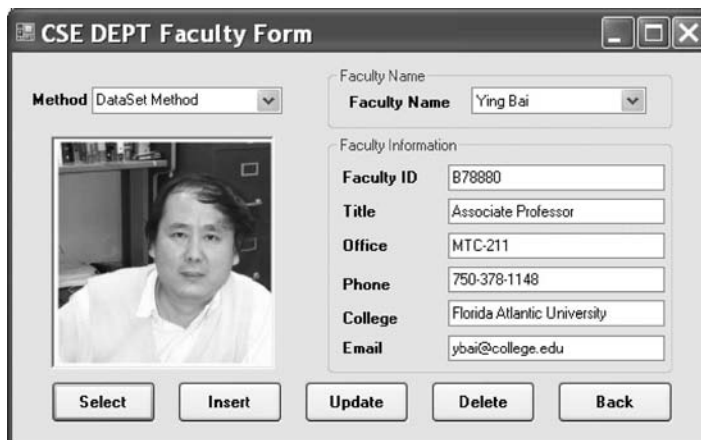 CSE DEPT Faculty Form
Method DataSet Method
Faculty Name
Faculty Name Ying Bai
Faculty Information
Faculty ID B78880
Title Associate Professor
Office MTC-211
Phone 750-378-1148
College Florida Atlantic University
Email ybai@college.edu
Select Insert Update Delete Back